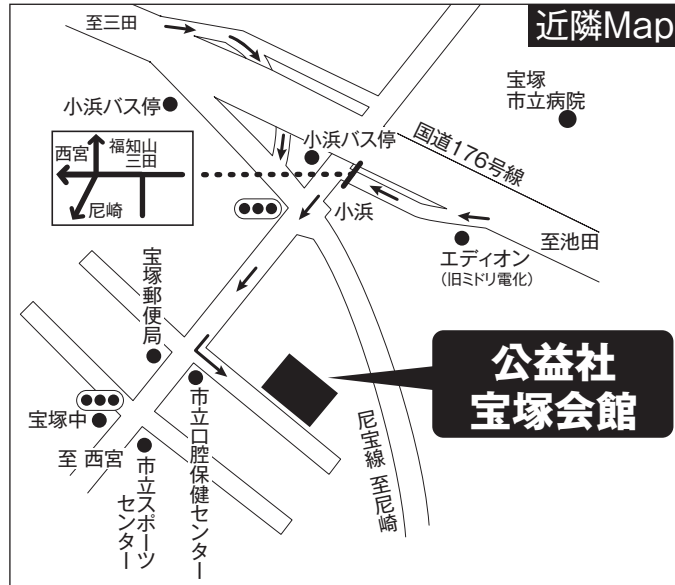 近隣Map
至三田
宝塚
市立病院
小浜バス停
小浜バス停
国道176号線
西宮
福知山
三田
尼崎
小浜
至池田
エディオン
(旧ミドリ電化)
宝塚郵便局
公益社
宝塚会館
宝塚中
至 西宮
市立スポーツ
センター
市立口腔保健センター
尼宝線 至尼崎